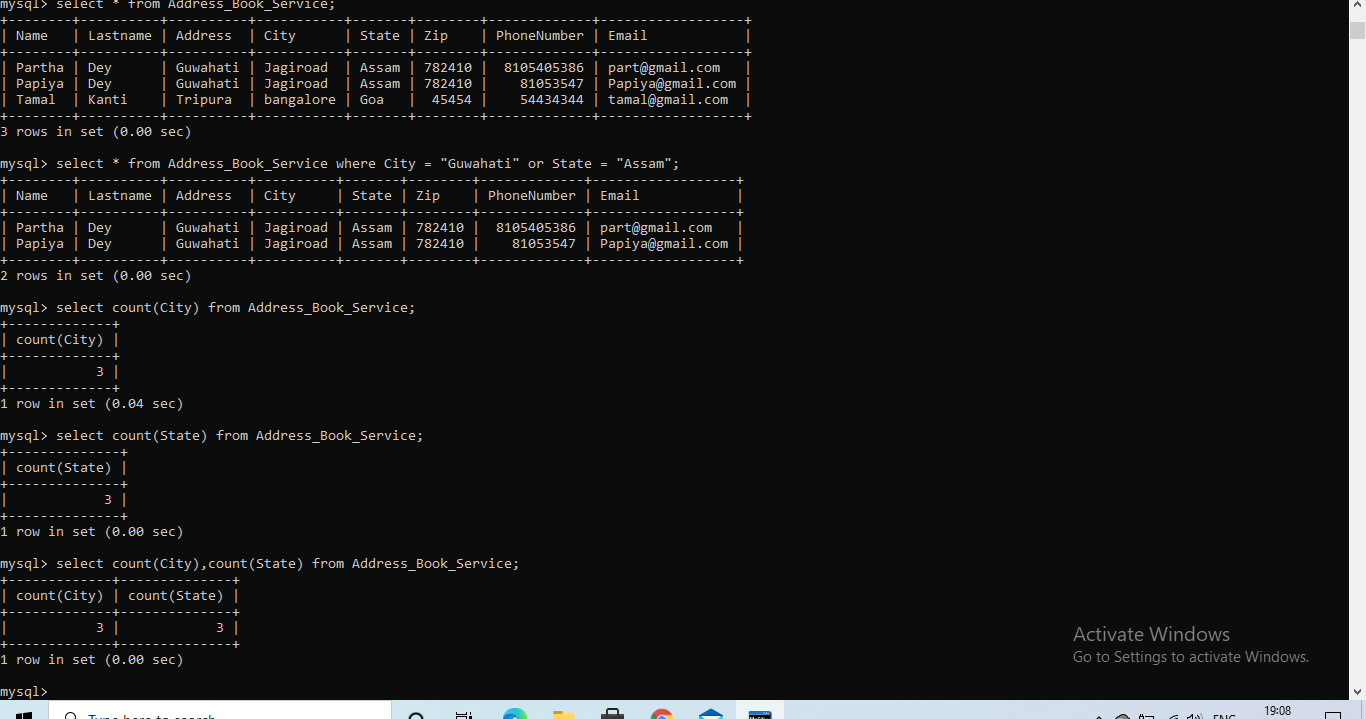 mysql> select * from Address_Book_Service;
+--------+----------+----------+-----------+-------+--------+-------------+------------------+
| Name   | Lastname | Address  | City      | State | Zip    | PhoneNumber | Email            |
+--------+----------+----------+-----------+-------+--------+-------------+------------------+
| Partha | Dey      | Guwahati | Jagiroad  | Assam | 782410 |  8105405386 | part@gmail.com   |
| Papiya | Dey      | Guwahati | Jagiroad  | Assam | 782410 |    81053547 | Papiya@gmail.com |
| Tamal  | Kanti    | Tripura  | bangalore | Goa   |  45454 |    54434344 | tamal@gmail.com  |
+--------+----------+----------+-----------+-------+--------+-------------+------------------+
3 rows in set (0.00 sec)
mysql> select * from Address_Book_Service where City = "Guwahati" or State = "Assam";
+--------+----------+----------+----------+-------+--------+-------------+------------------+
| Name   | Lastname | Address  | City     | State | Zip    | PhoneNumber | Email            |
+--------+----------+----------+----------+-------+--------+-------------+------------------+
| Partha | Dey      | Guwahati | Jagiroad | Assam | 782410 |  8105405386 | part@gmail.com   |
| Papiya | Dey      | Guwahati | Jagiroad | Assam | 782410 |    81053547 | Papiya@gmail.com |
+--------+----------+----------+----------+-------+--------+-------------+------------------+
2 rows in set (0.00 sec)
mysql> select count(City) from Address_Book_Service;
+-------------+
| count(City) |
+-------------+
|           3 |
+-------------+
1 row in set (0.04 sec)
mysql> select count(State) from Address_Book_Service;
+--------------+
| count(State) |
+--------------+
|            3 |
+--------------+
1 row in set (0.00 sec)
mysql> select count(City),count(State) from Address_Book_Service;
+-------------+--------------+
| count(City) | count(State) |
+-------------+--------------+
|           3 |            3 |
+-------------+--------------+
1 row in set (0.00 sec)
mysql>
Activate Windows
Go to Settings to activate Windows.
Type here to search
ENG
19:08